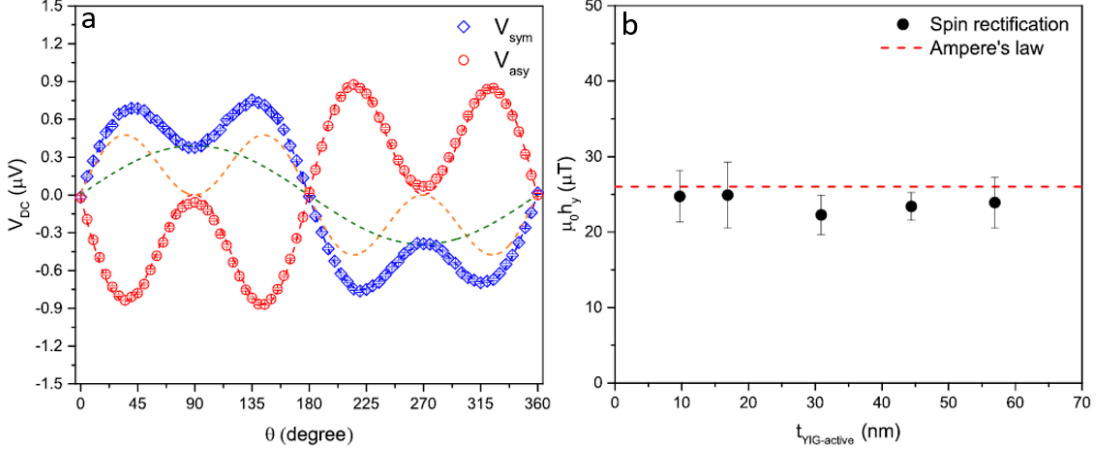 a
V_sym
V_asy
1.5
1.2
0.9
0.6
0.3
0.0
-0.3
-0.6
-0.9
-1.2
-1.5
V_DC (μV)
0 45 90 135 180 225 270 315 360
θ (degree)
b
Spin rectification
Ampere's law
50
40
30
20
10
0
μ₀h_y (μT)
0 10 20 30 40 50 60 70
t_YIG-active (nm)